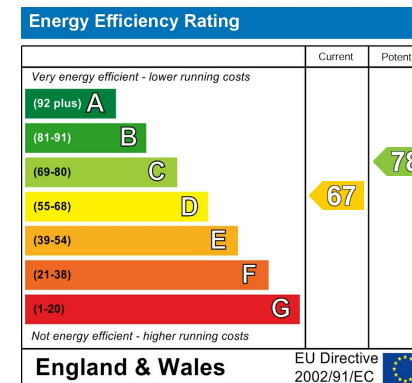 Energy Efficiency Rating
Current Potent
Very energy efficient - lower running costs
(92 plus) A
(81-91) B
(69-80) C
(55-68) D
(39-54) E
(21-38) F
(1-20) G
67
78
Not energy efficient - higher running costs
England & Wales
EU Directive
2002/91/EC